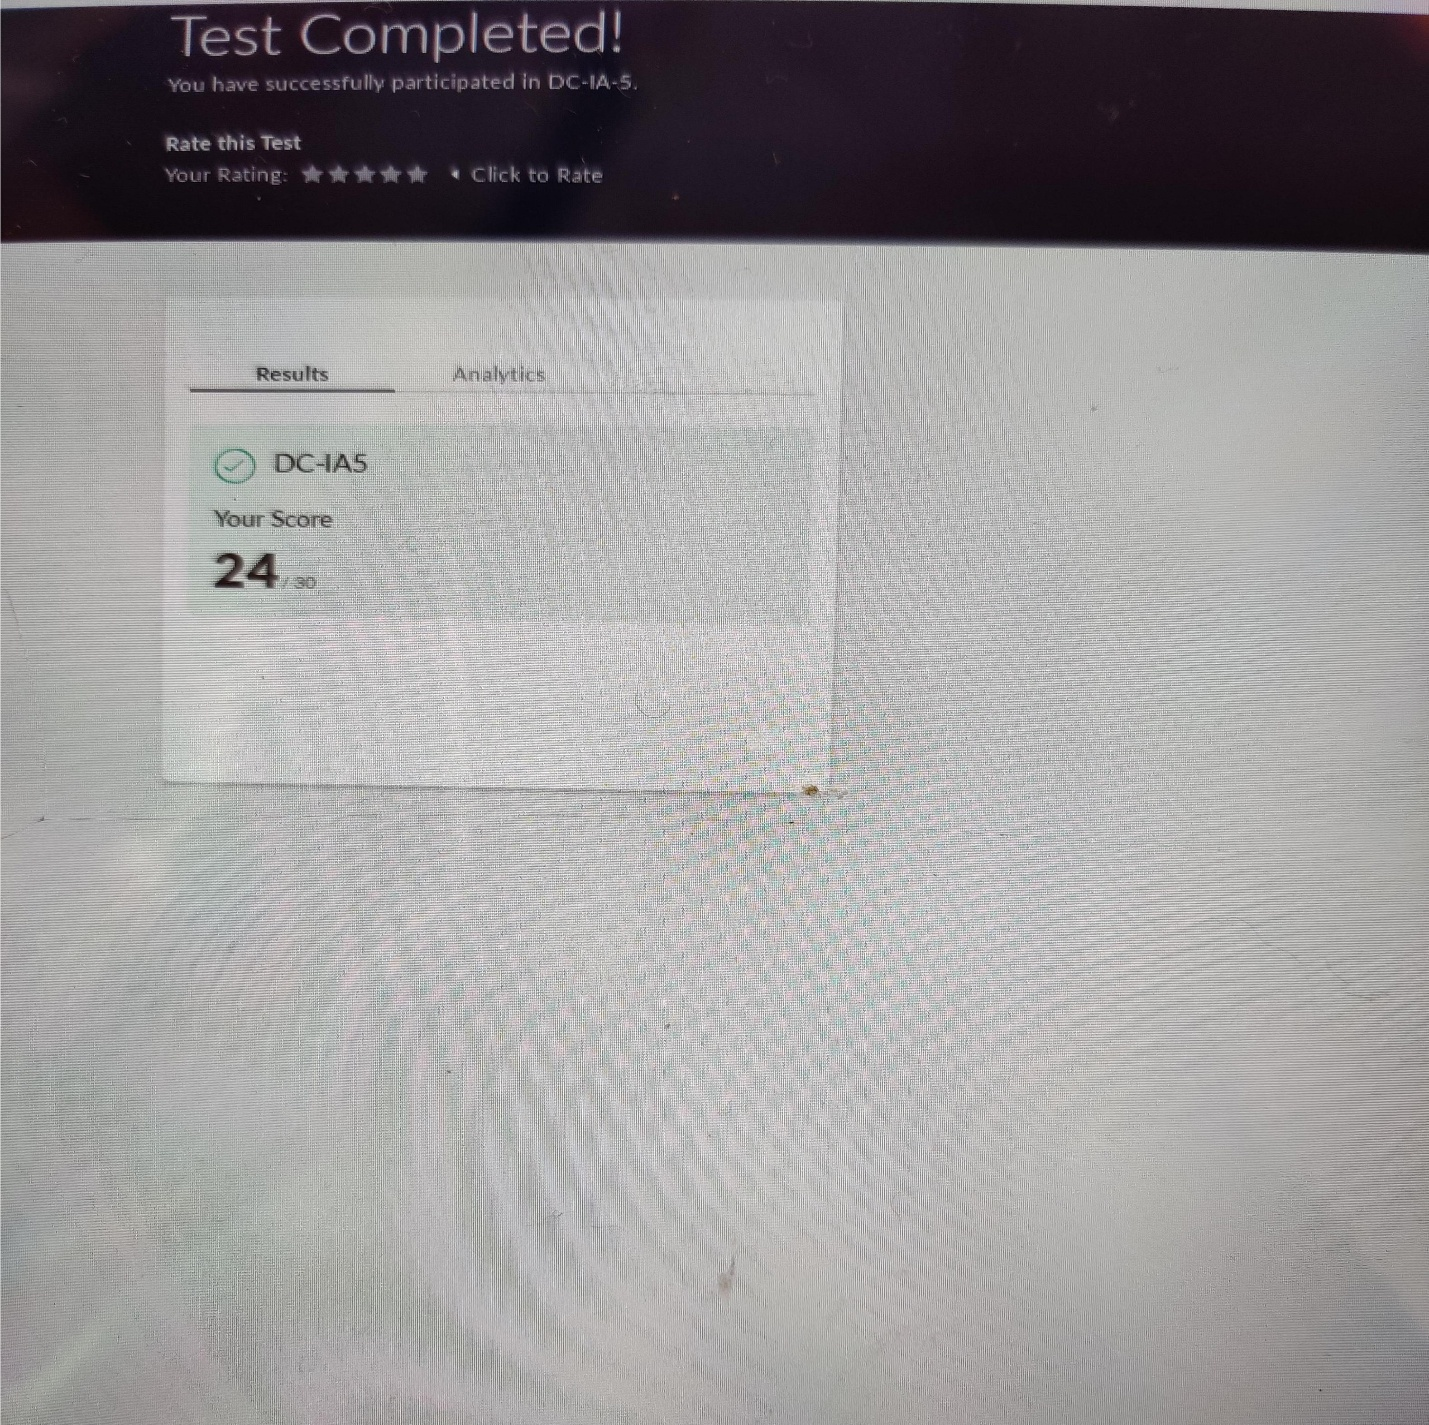 Test Completed!
You have successfully participated in DC-IA-5.
Rate this Test
Your Rating: ★★★★★ ◂ Click to Rate
Results Analytics
DC-IA5
Your Score
24 / 30